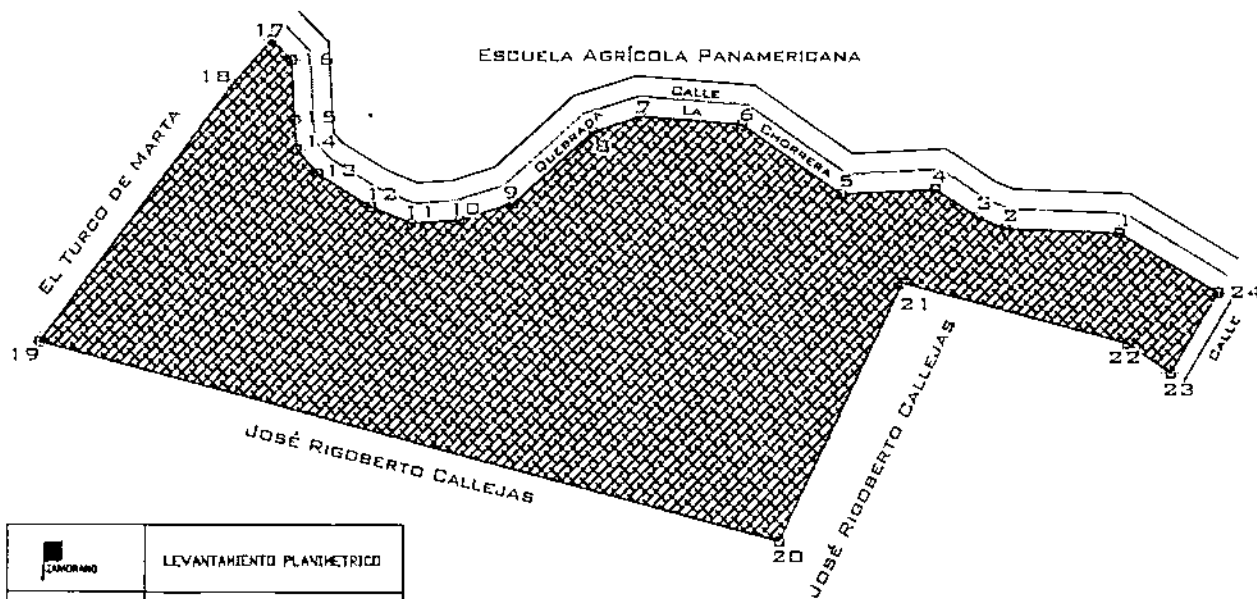 ESCUELA AGRÍCOLA PANAMERICANA
17
16
18
15
14
13
12
11
10
9
8
7
6
5
4
3
2
1
24
23
22
21
20
19
CALLE
LA
QUEBRADA
CHORRERA
CALLE
EL TURCO DE MARTA
JOSÉ RIGOBERTO CALLEJAS
JOSÉ RIGOBERTO CALLEJAS
ZAMORANO
LEVANTAMIENTO PLANIMETRICO